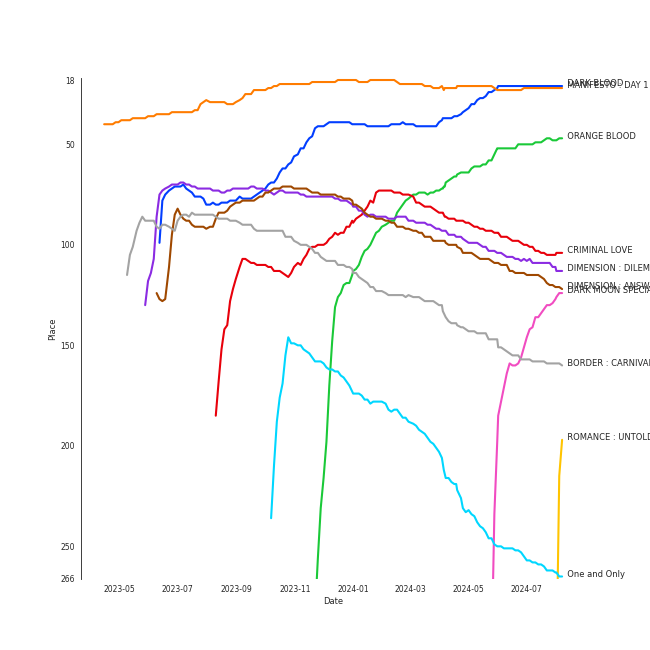 18
50
100
150
200
250
266
Place
2023-05
2023-07
2023-09
2023-11
2024-01
2024-03
2024-05
2024-07
Date
DARK BLOOD
MANIFESTO : DAY 1
ORANGE BLOOD
CRIMINAL LOVE
DIMENSION : DILEM
DIMENSION : ANSW
DARK MOON SPECI
BORDER : CARNIVA
ROMANCE : UNTOLD
One and Only